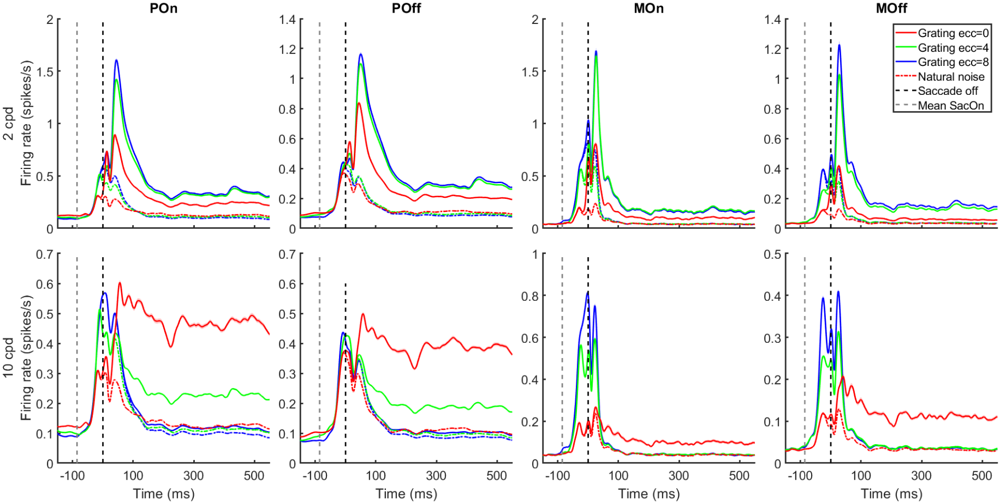 POn
POff
MOn
MOff
2 cpd
Firing rate (spikes/s)
2
1.5
1
0.5
0
1.4
1.2
1
0.8
0.6
0.4
0.2
0
2
1.5
1
0.5
0
1.4
1.2
1
0.8
0.6
0.4
0.2
0
Grating ecc=0
Grating ecc=4
Grating ecc=8
Natural noise
Saccade off
Mean SacOn
10 cpd
Firing rate (spikes/s)
0.7
0.6
0.5
0.4
0.3
0.2
0.1
0
0.7
0.6
0.5
0.4
0.3
0.2
0.1
0
1
0.8
0.6
0.4
0.2
0
0.5
0.4
0.3
0.2
0.1
0
-100 100 300 500
-100 100 300 500
-100 100 300 500
-100 100 300 500
Time (ms)
Time (ms)
Time (ms)
Time (ms)